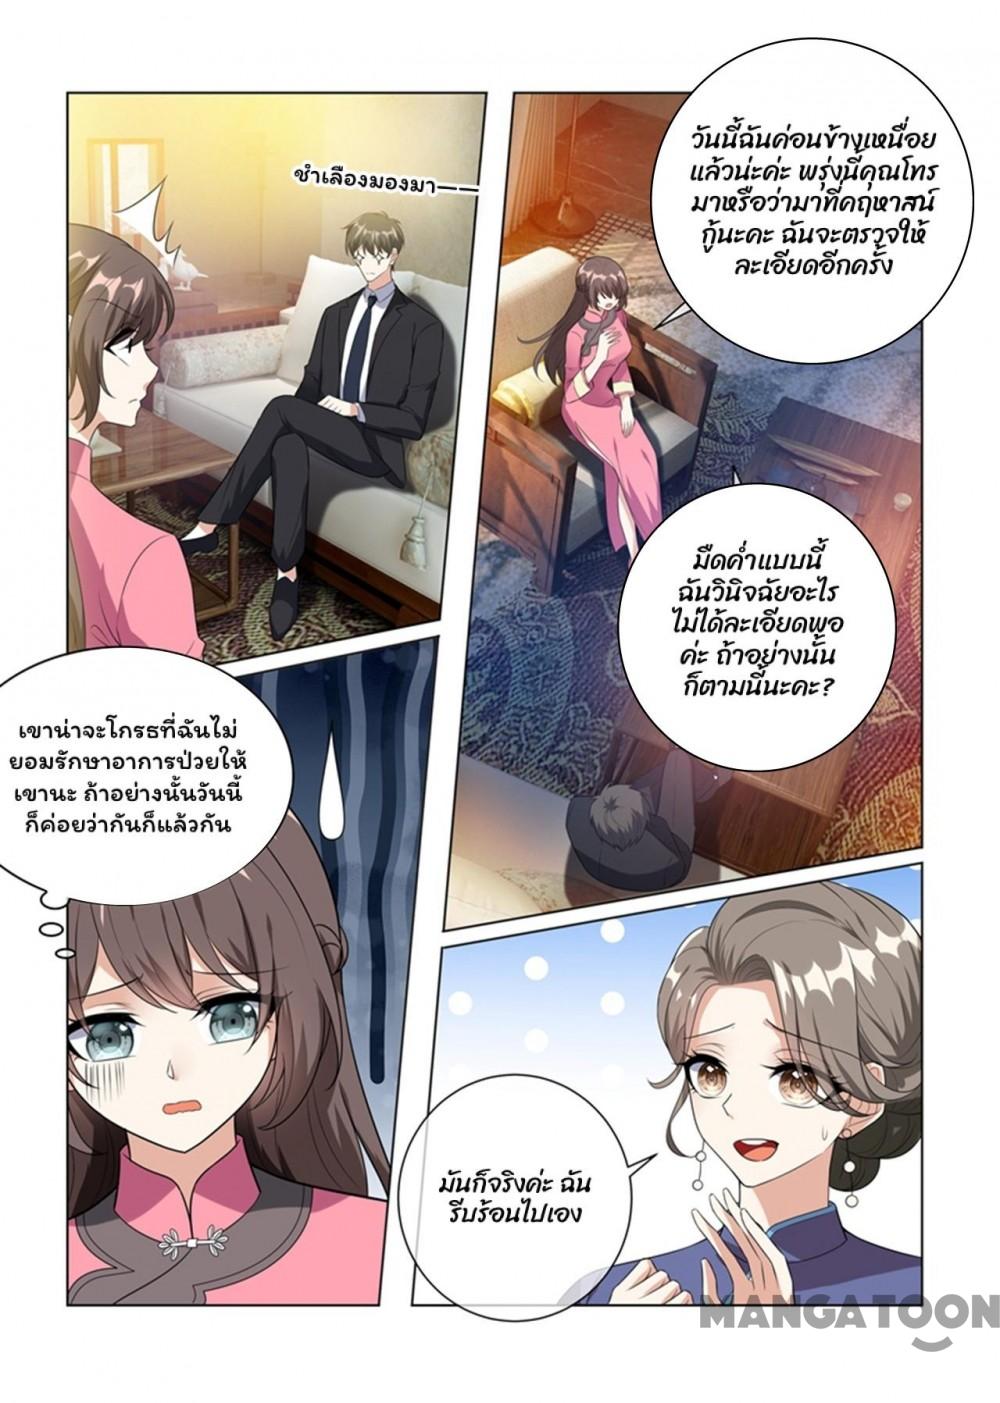 ชำเลืองมองมา——
วันนี้ฉันค่อนข้างเหนื่อย
แล้วน่ะค่ะ พรุ่งนี้คุณโทร
มาหรือว่ามาที่คฤหาสน์
กู้นะคะ ฉันจะตรวจให้
ละเอียดอีกครั้ง
มืดค่ำแบบนี้
ฉันวินิจฉัยอะไร
ไม่ได้ละเอียดพอ
ค่ะ ถ้าอย่างนั้น
ก็ตามนี้นะคะ?
เขาน่าจะโกรธที่ฉันไม่
ยอมรักษาอาการป่วยให้
เขานะ ถ้าอย่างนั้นวันนี้
ก็ค่อยว่ากันก็แล้วกัน
มันก็จริงค่ะ ฉัน
รีบร้อนไปเอง
MANGATOON